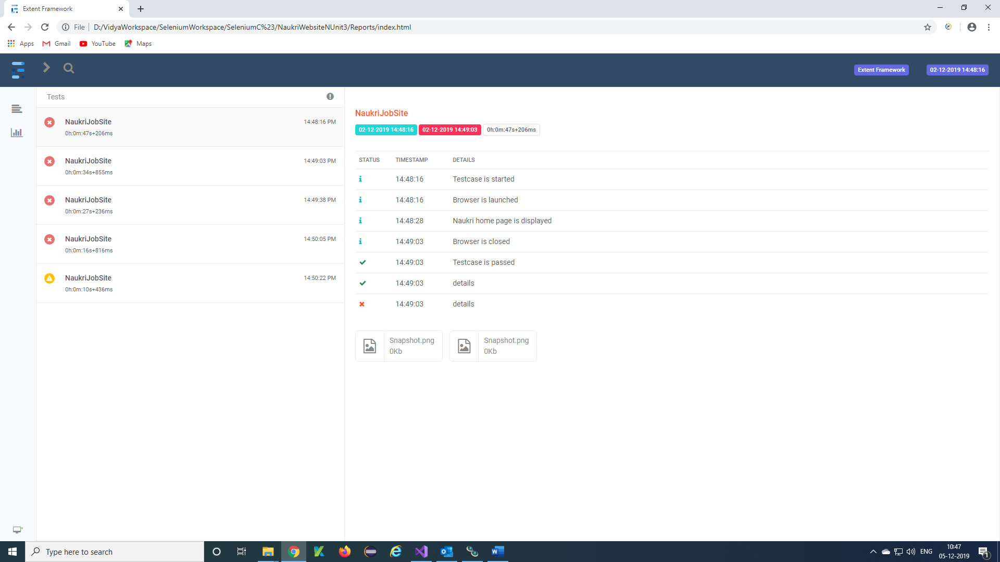 Extent Framework
File D:/VidyaWorkspace/SeleniumWorkspace/SeleniumC%23/NaukriWebsiteNUnit3/Reports/index.html
Apps Gmail YouTube Maps
Extent Framework 02-12-2019 14:48:16
Tests
NaukriJobSite 14:48:16 PM
0h:0m:47s+206ms
NaukriJobSite 14:49:03 PM
0h:0m:34s+855ms
NaukriJobSite 14:49:38 PM
0h:0m:27s+236ms
NaukriJobSite 14:50:05 PM
0h:0m:16s+816ms
NaukriJobSite 14:50:22 PM
0h:0m:10s+436ms
NaukriJobSite
02-12-2019 14:48:16 02-12-2019 14:49:03 0h:0m:47s+206ms
STATUS TIMESTAMP DETAILS
14:48:16 Testcase is started
14:48:16 Browser is launched
14:48:28 Naukri home page is displayed
14:49:03 Browser is closed
14:49:03 Testcase is passed
14:49:03 details
14:49:03 details
Snapshot.png Snapshot.png
0Kb 0Kb
Type here to search
ENG
10:47
05-12-2019
1